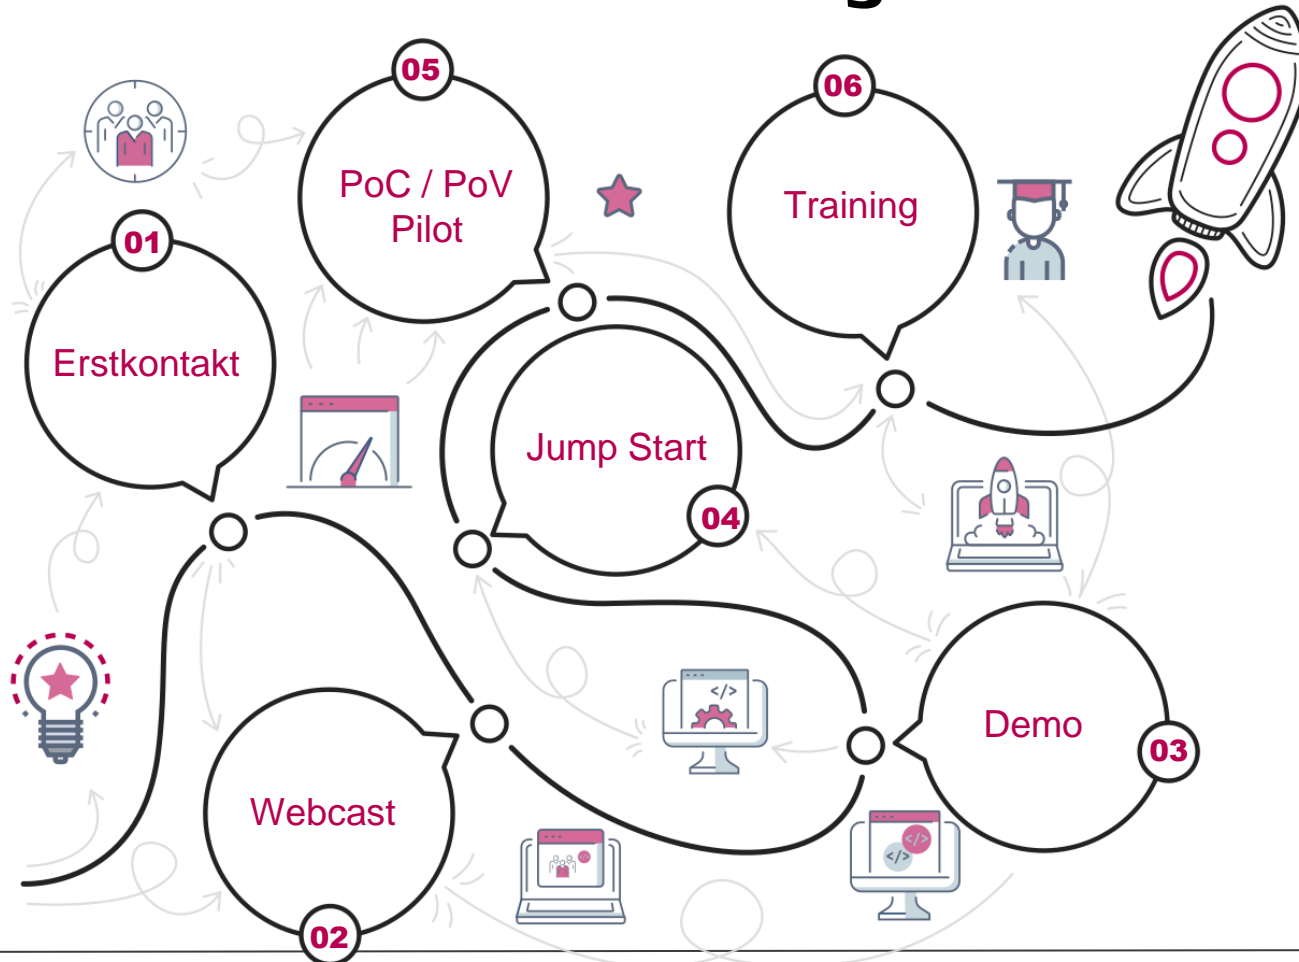 01
Erstkontakt
02
Webcast
03
Demo
04
Jump Start
05
PoC / PoV
Pilot
06
Training
</>
</>
</>